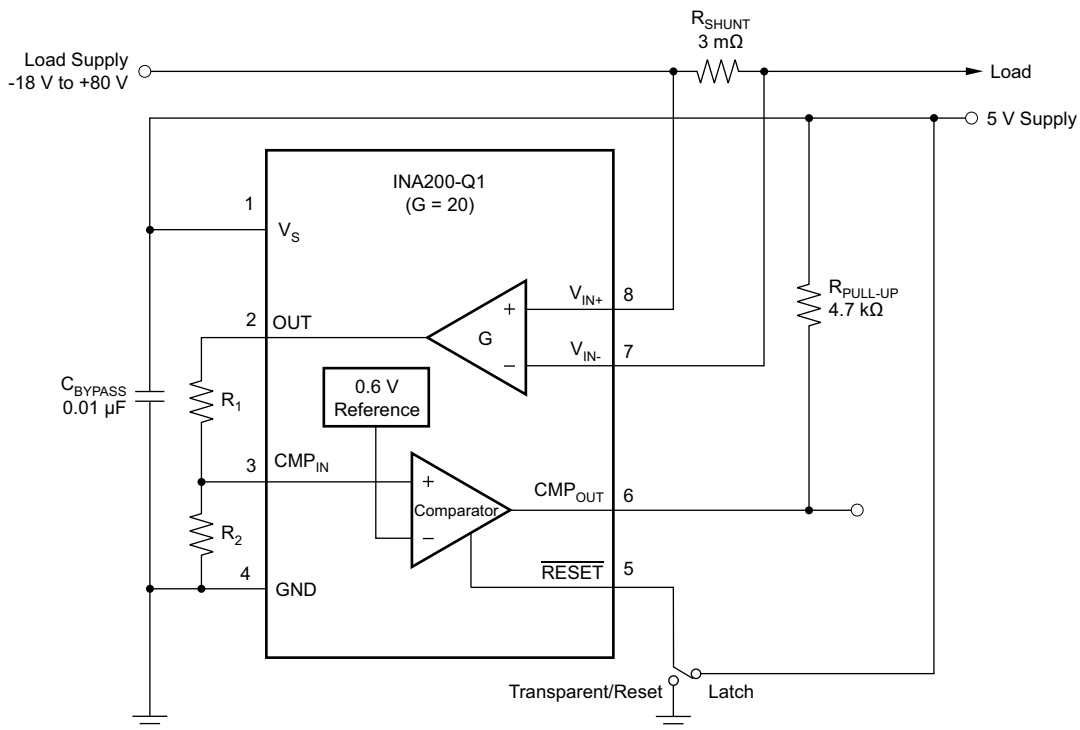 R_SHUNT
3 mΩ
Load Supply
-18 V to +80 V
Load
5 V Supply
INA200-Q1
(G = 20)
1
V_S
V_IN+
8
R_PULL-UP
4.7 kΩ
2
OUT
+
G
V_IN-
7
−
C_BYPASS
0.01 µF
R_1
0.6 V
Reference
3
CMP_IN
+
Comparator
CMP_OUT
6
−
R_2
RESET
5
4
GND
Transparent/Reset
Latch